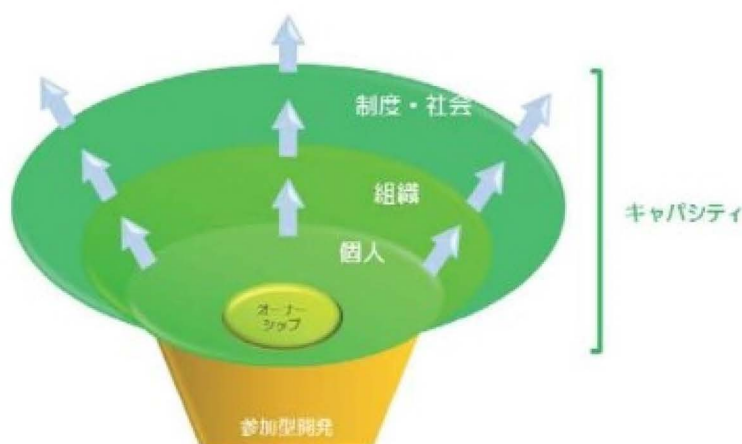 制度・社会
組織
キャパシティ
個人
オーナー
シップ
参加型開発